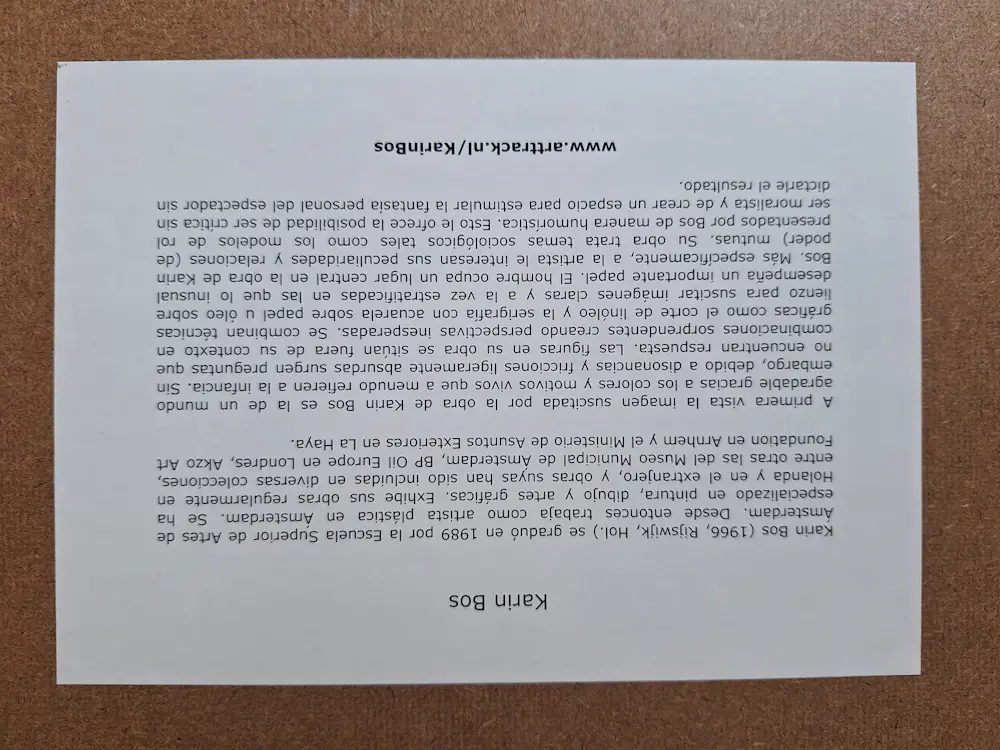 Karin Bos
Karin Bos (1966, Rijswijk, Hol.) se graduó en 1989 por la Escuela Superior de Artes de
Ámsterdam. Desde entonces trabaja como artista plástica en Ámsterdam. Se ha
especializado en pintura, dibujo y artes gráficas. Exhibe sus obras regularmente en
Holanda y en el extranjero, y obras suyas han sido incluidas en diversas colecciones,
entre otras las del Museo Municipal de Ámsterdam, BP Oil Europe en Londres, Akzo Art
Foundation en Arnhem y el Ministerio de Asuntos Exteriores en La Haya.
A primera vista la imagen suscitada por la obra de Karin Bos es la de un mundo
agradable gracias a los colores y motivos vivos que a menudo refieren a la infancia. Sin
embargo, debido a disonancias y fricciones ligeramente absurdas surgen preguntas que
no encuentran respuesta. Las figuras en su obra se sitúan fuera de su contexto en
combinaciones sorprendentes creando perspectivas inesperadas. Se combinan técnicas
gráficas como el corte de linóleo y la serigrafía con acuarela sobre papel u óleo sobre
lienzo para suscitar imágenes claras y a la vez estratificadas en las que lo inusual
desempeña un importante papel. El hombre ocupa un lugar central en la obra de Karin
Bos. Más específicamente, a la artista le interesan sus peculiaridades y relaciones (de
poder) mutuas. Su obra trata temas sociológicos tales como los modelos de rol
presentados por Bos de manera humorística. Esto le ofrece la posibilidad de ser crítica sin
ser moralista y de crear un espacio para estimular la fantasía personal del espectador sin
dictarle el resultado.
www.arttrack.nl/KarinBos